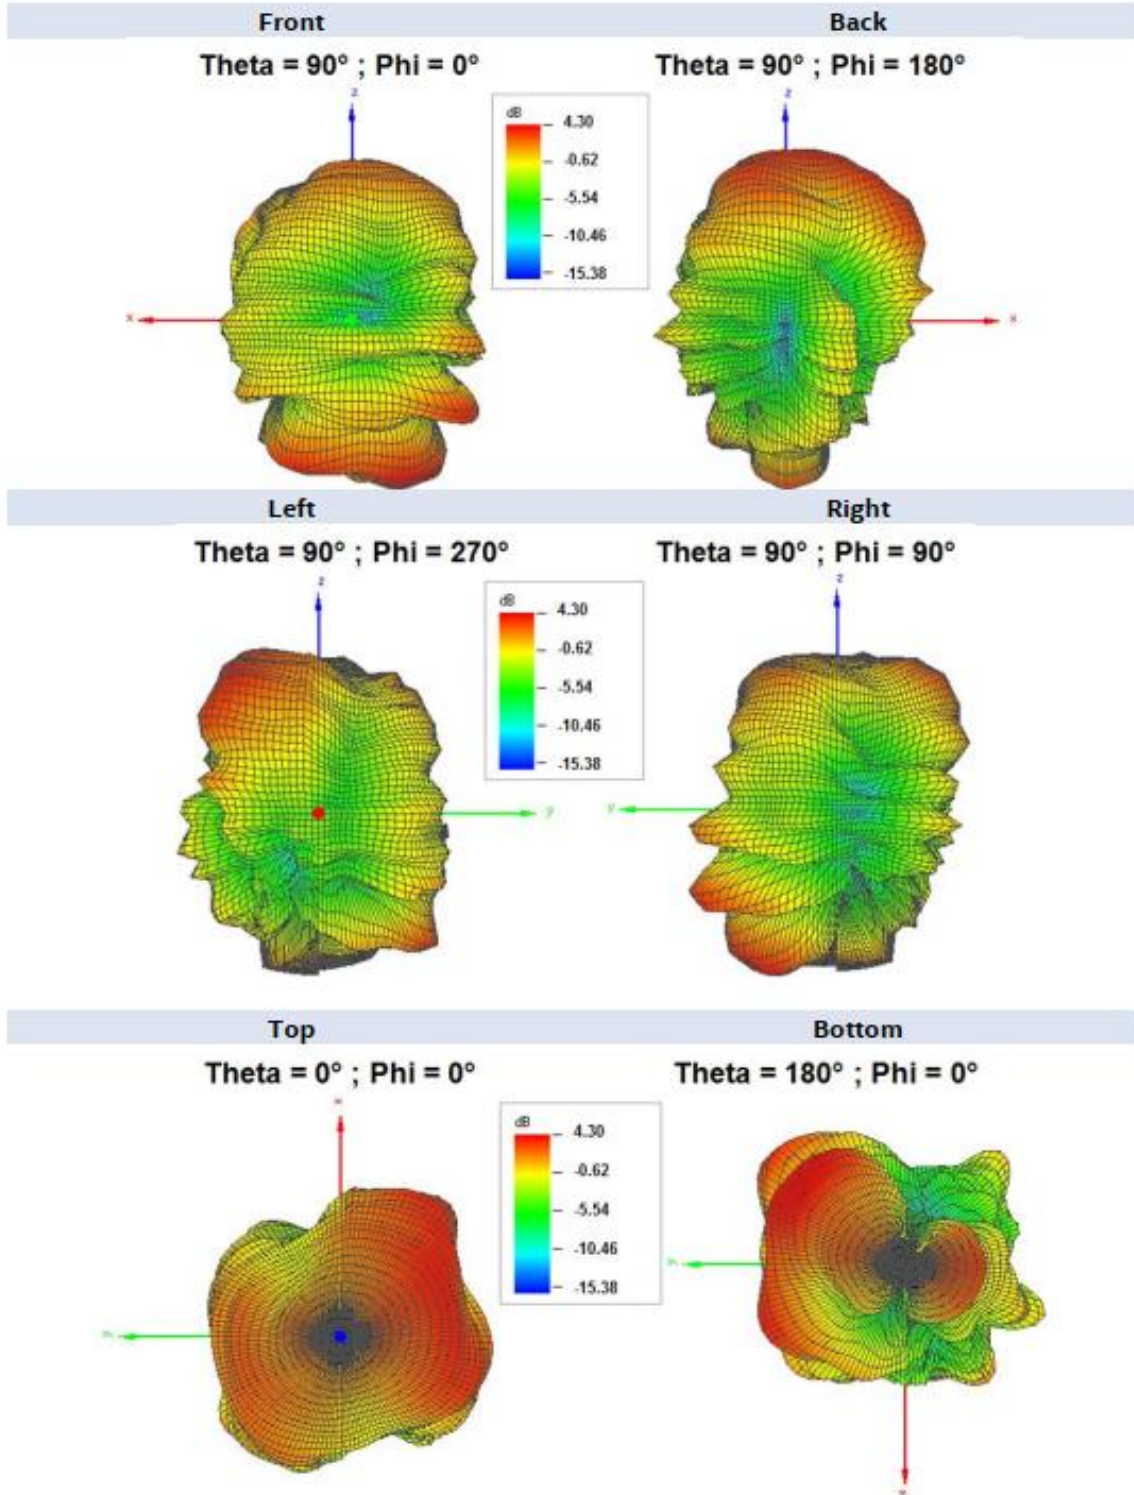 Front Back
Theta = 90° ; Phi = 0° Theta = 90° ; Phi = 180°
z z
dB
4.30
-0.62
-5.54
-10.46
-15.38
x x
Left Right
Theta = 90° ; Phi = 270° Theta = 90° ; Phi = 90°
z z
dB
4.30
-0.62
-5.54
-10.46
-15.38
y y
Top Bottom
Theta = 0° ; Phi = 0° Theta = 180° ; Phi = 0°
x
dB
4.30
-0.62
-5.54
-10.46
-15.38
y y
x